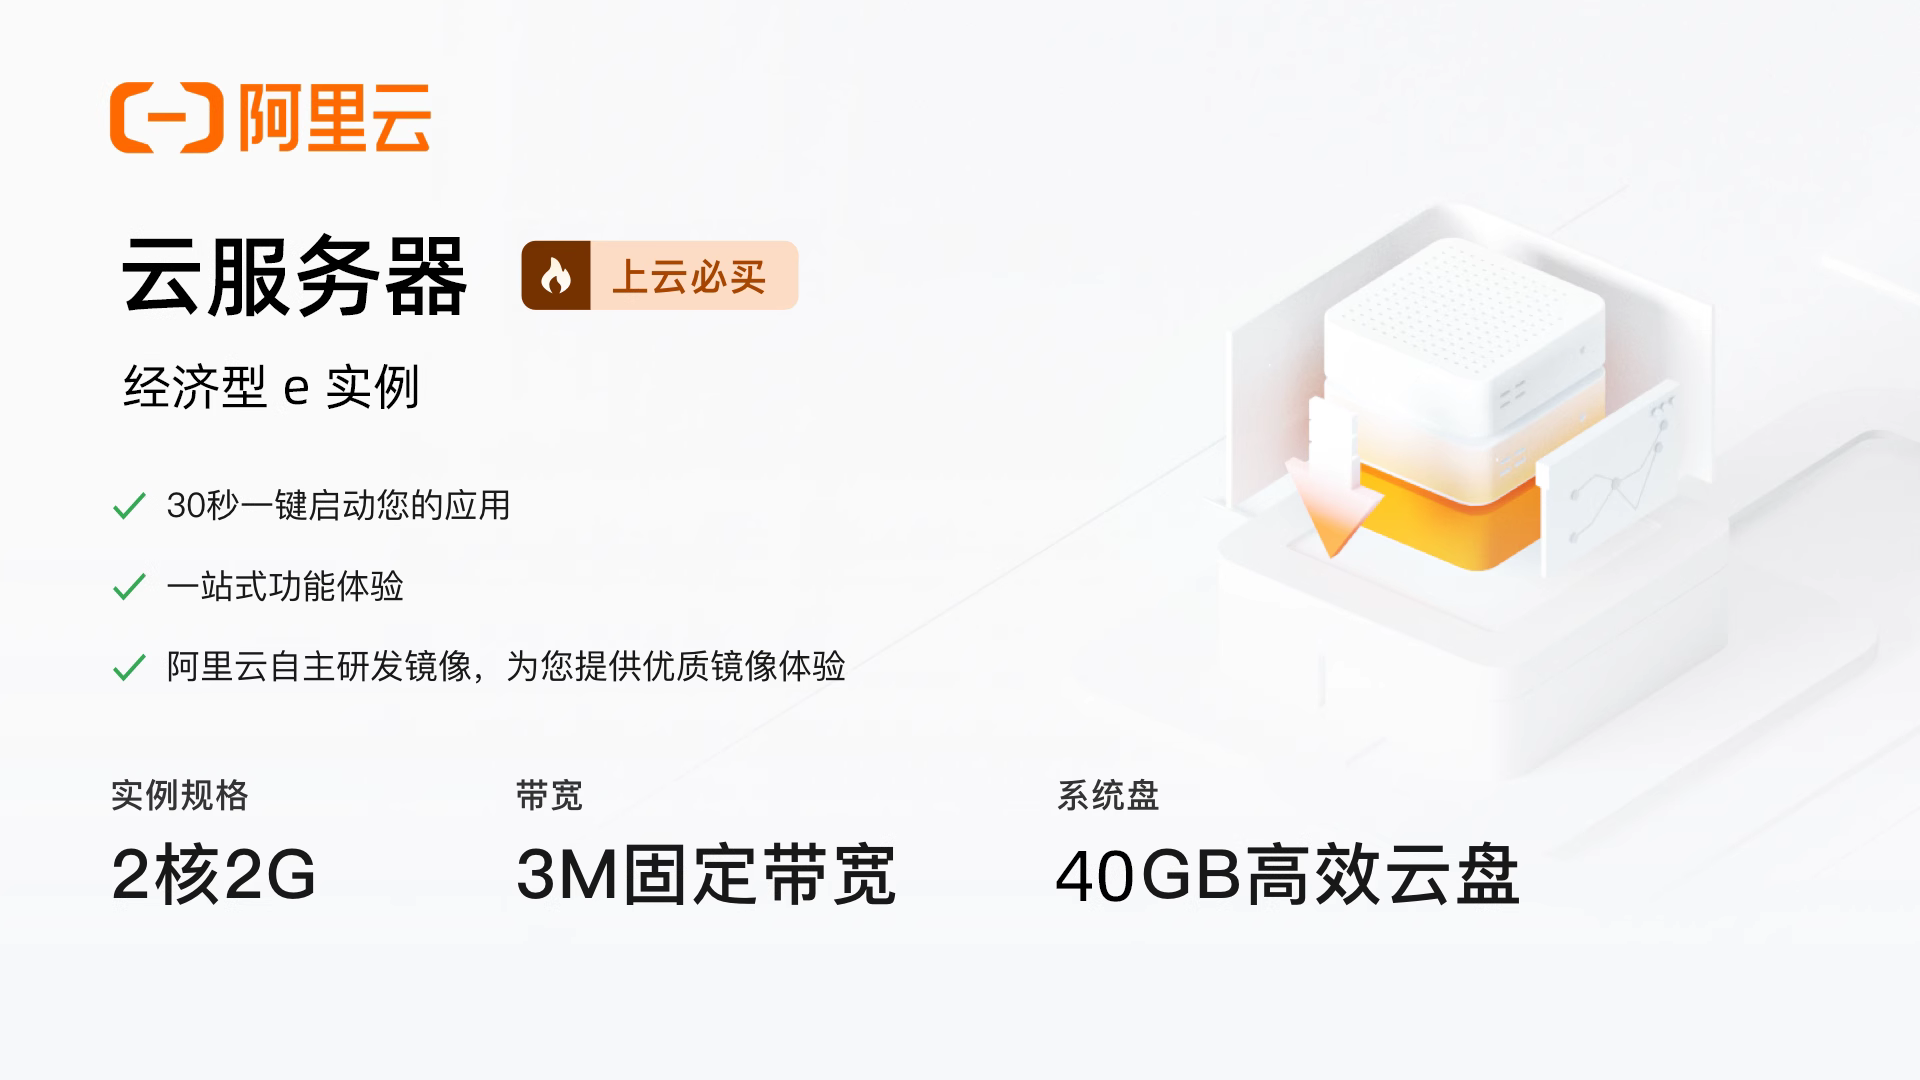 阿里云
云服务器
上云必买
经济型 e 实例
30秒一键启动您的应用
一站式功能体验
阿里云自主研发镜像，为您提供优质镜像体验
实例规格
2核2G
带宽
3M固定带宽
系统盘
40GB高效云盘